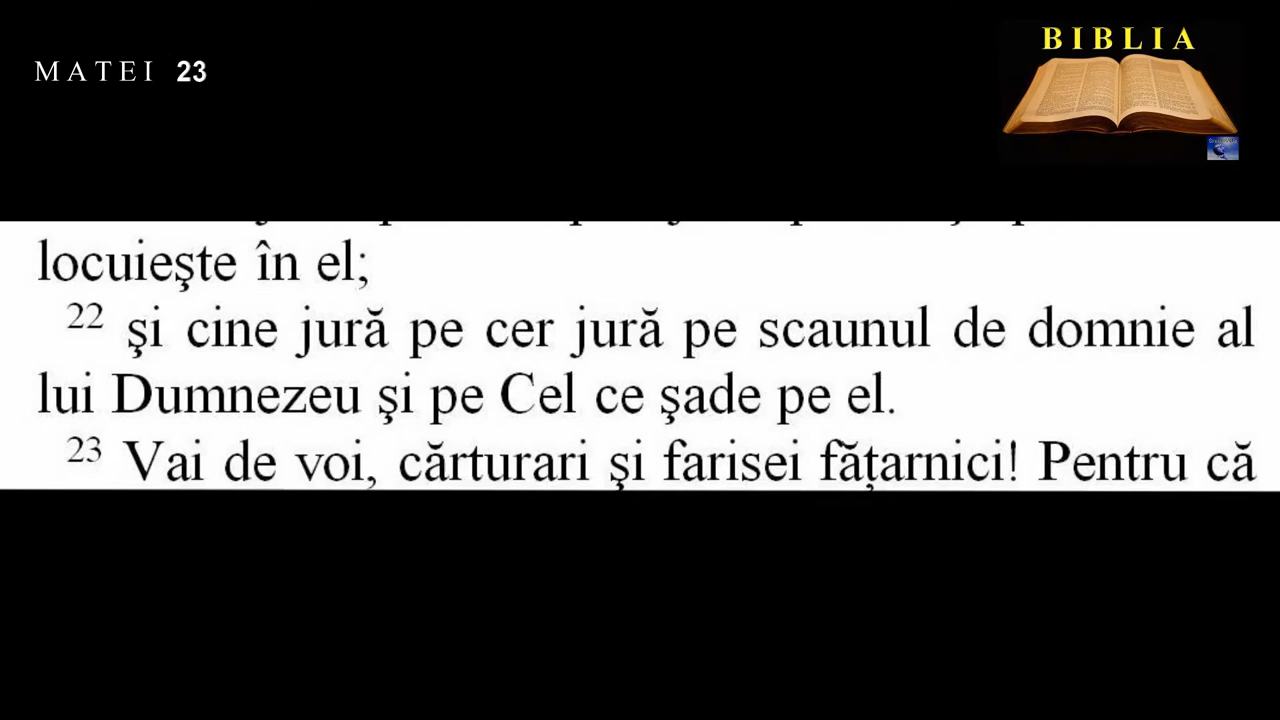 BIBLIA
MATEI 23
locuieşte în el;
22 şi cine jură pe cer jură pe scaunul de domnie al
lui Dumnezeu şi pe Cel ce şade pe el.
23 Vai de voi, cărturari şi farisei făţarnici! Pentru că